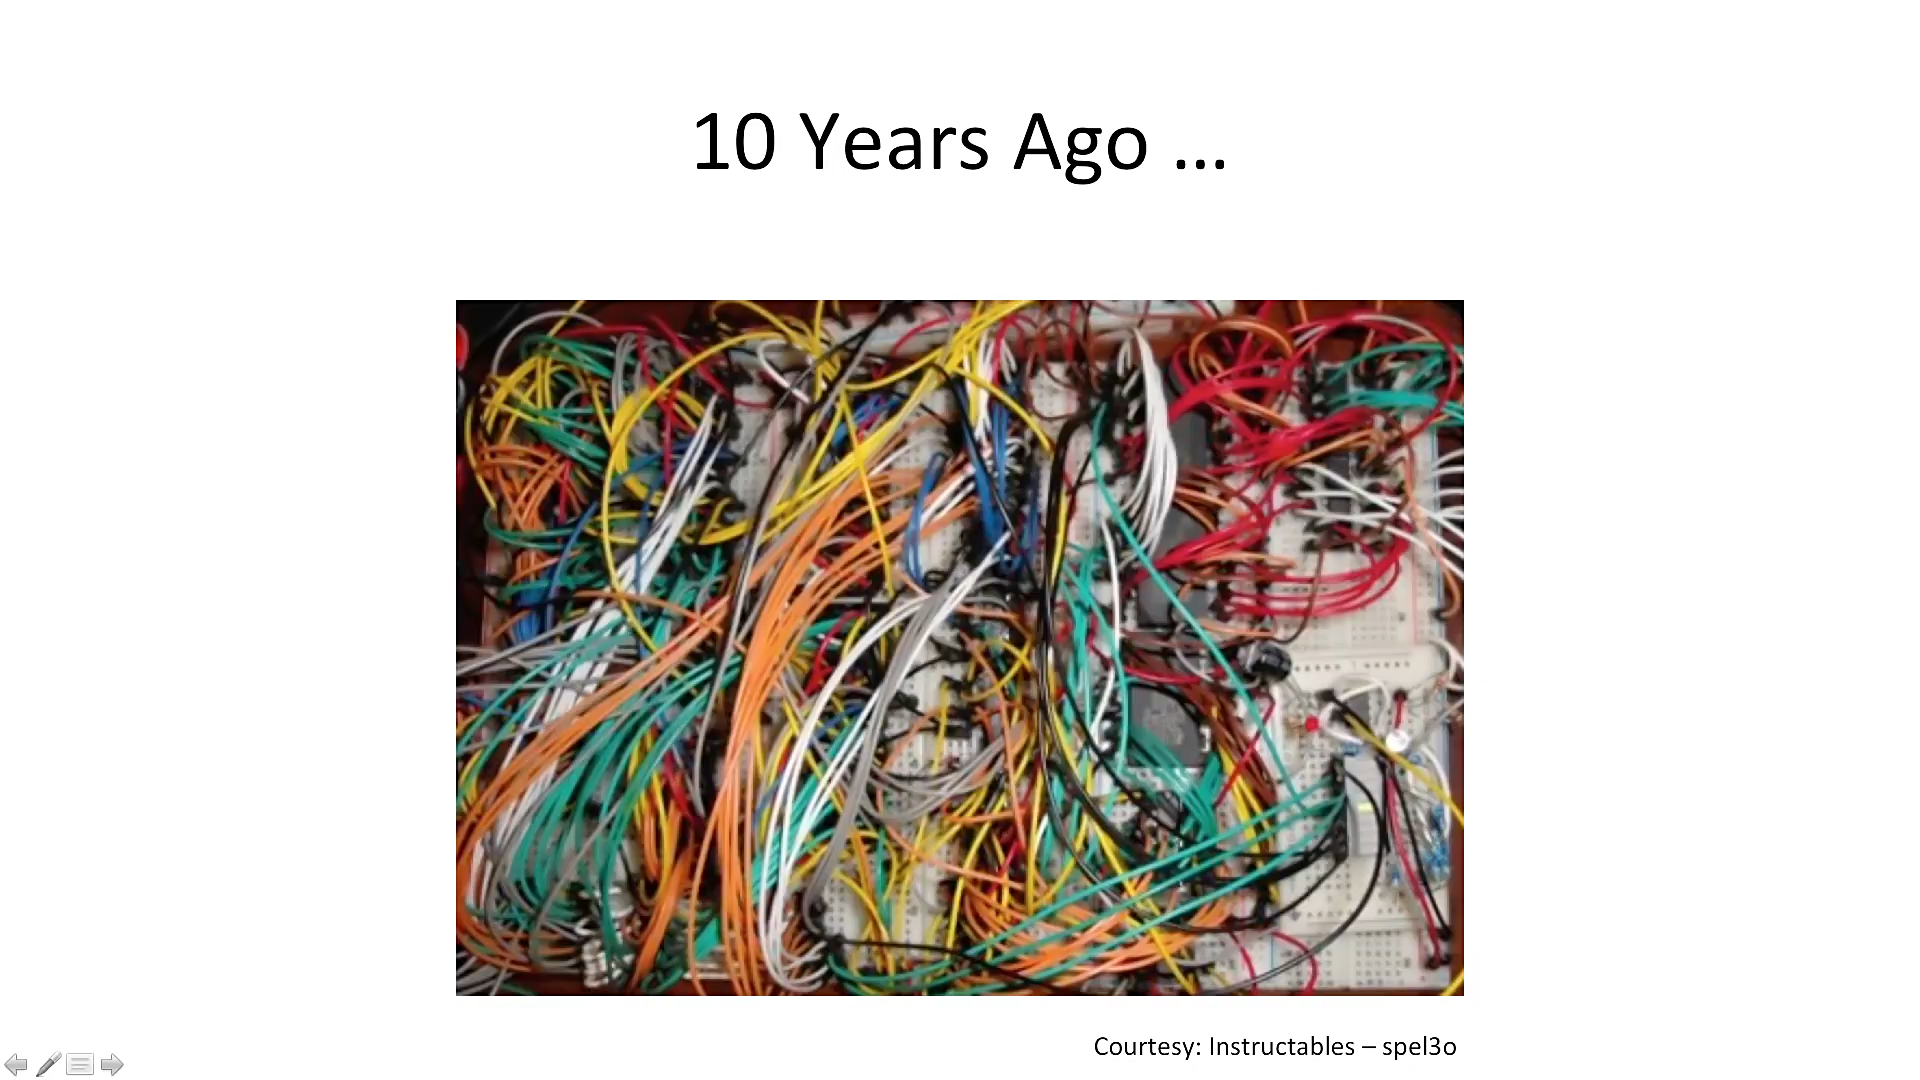 10 Years Ago ...
Courtesy: Instructables – spel3o